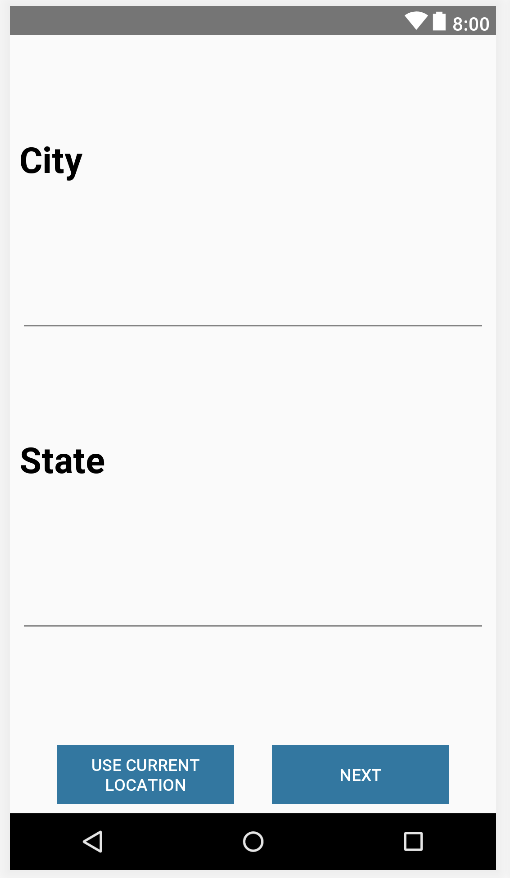 8:00
City
State
USE CURRENT
LOCATION
NEXT